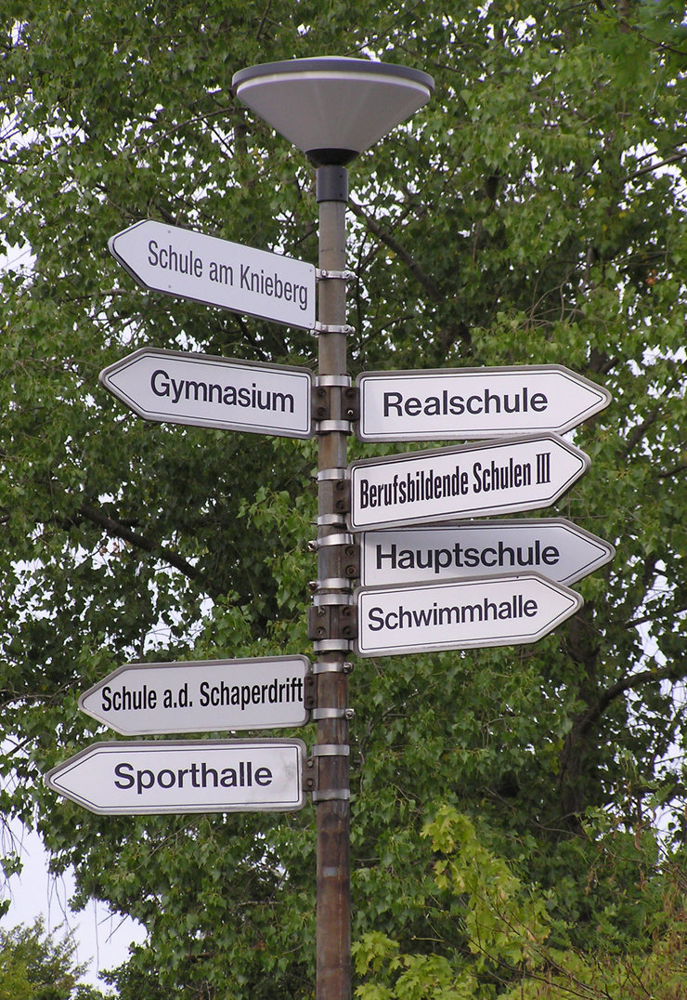 Schule am Knieberg
Gymnasium
Realschule
Berufsbildende Schulen III
Hauptschule
Schwimmhalle
Schule a.d. Schaperdrift
Sporthalle